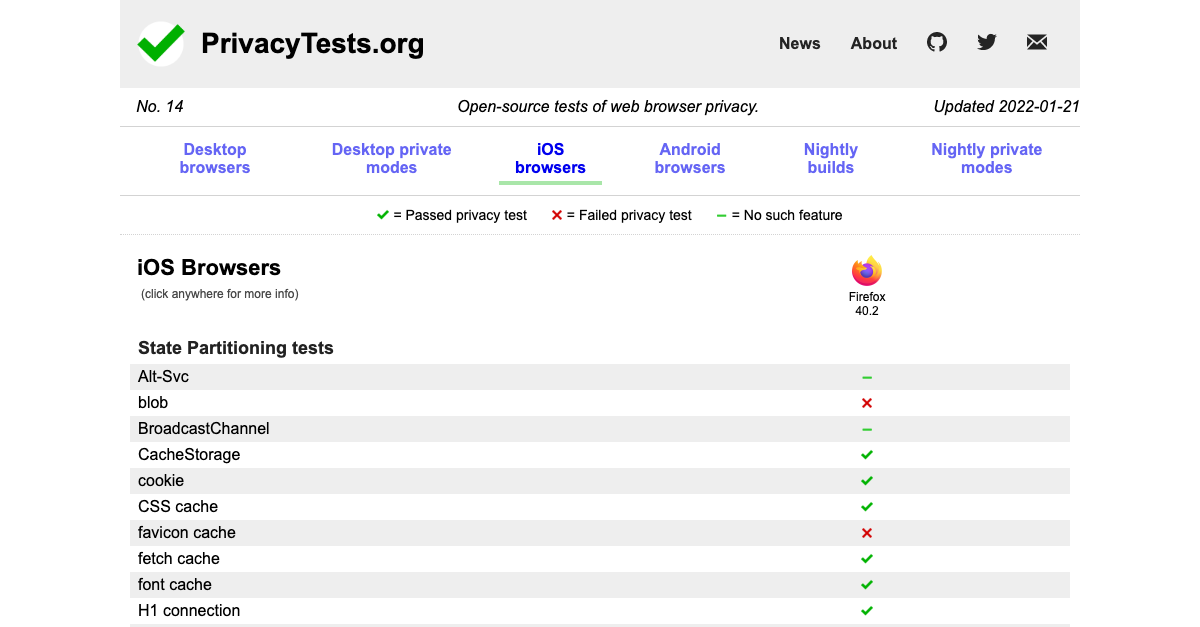 PrivacyTests.org
News About
No. 14 Open-source tests of web browser privacy. Updated 2022-01-21
Desktop browsers
Desktop private modes
iOS browsers
Android browsers
Nightly builds
Nightly private modes
= Passed privacy test = Failed privacy test = No such feature
iOS Browsers
(click anywhere for more info)
Firefox
40.2
State Partitioning tests
Alt-Svc
blob
BroadcastChannel
CacheStorage
cookie
CSS cache
favicon cache
fetch cache
font cache
H1 connection